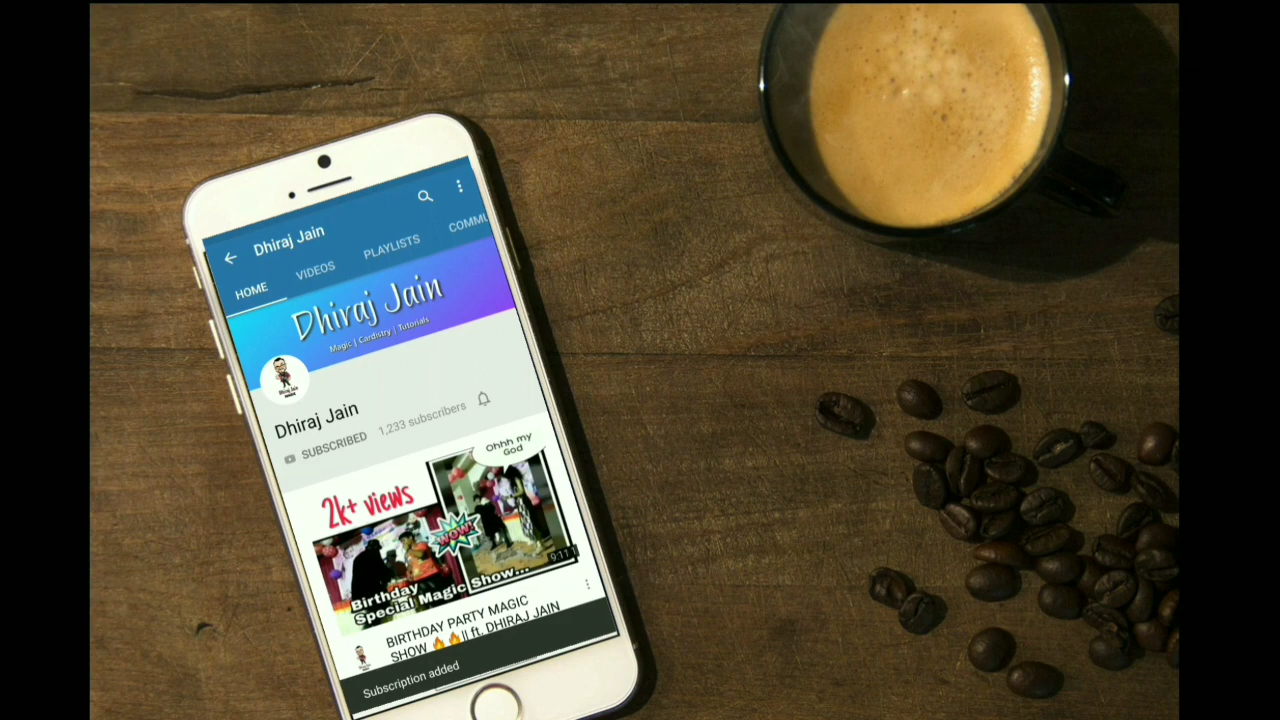 Dhiraj Jain
HOME VIDEOS PLAYLISTS COMMU
Dhiraj Jain
Magic | Cardistry | Tutorials
Dhiraj Jain
Dhiraj Jain
SUBSCRIBED 1,233 subscribers
Ohhh my
God
2k+ views
WOW!
Birthday
Special Magic Show...
9:11
BIRTHDAY PARTY MAGIC
SHOW 🔥🔥|| ft. DHIRAJ JAIN
Subscription added